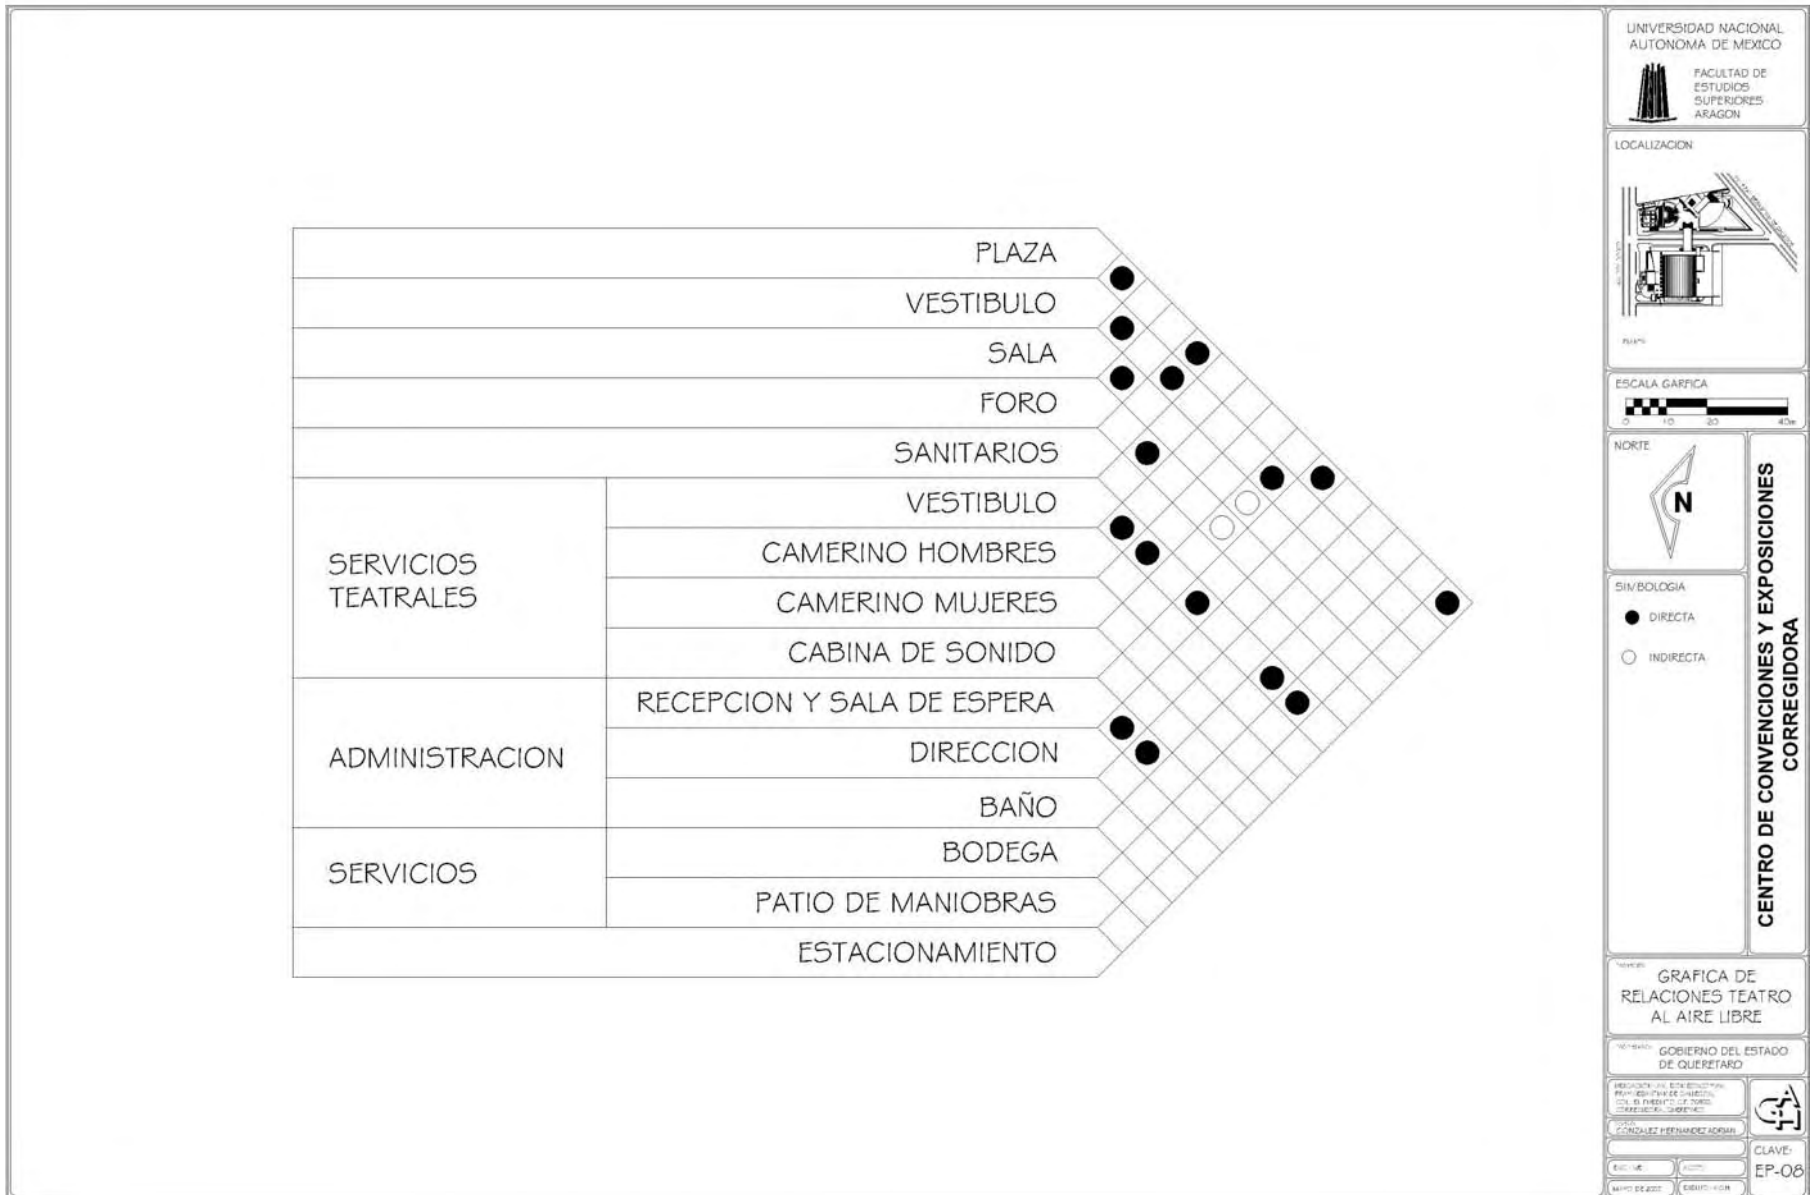 PLAZA
VESTIBULO
SALA
FORO
SANITARIOS
SERVICIOS
TEATRALES
VESTIBULO
CAMERINO HOMBRES
CAMERINO MUJERES
CABINA DE SONIDO
ADMINISTRACION
RECEPCION Y SALA DE ESPERA
DIRECCION
BAÑO
SERVICIOS
BODEGA
PATIO DE MANIOBRAS
ESTACIONAMIENTO
UNIVERSIDAD NACIONAL
AUTONOMA DE MEXICO
FACULTAD DE
ESTUDIOS
SUPERIORES
ARAGON
LOCALIZACION
ESCALA GARFICA
0 10 20 40m
NORTE
N
SIMBOLOGIA
DIRECTA
INDIRECTA
CENTRO DE CONVENCIONES Y EXPOSICIONES
CORREGIDORA
GRAFICA DE
RELACIONES TEATRO
AL AIRE LIBRE
GOBIERNO DEL ESTADO
DE QUERETARO
GONZALEZ HERNANDEZ ADRIAN
CLAVE:
EP-08